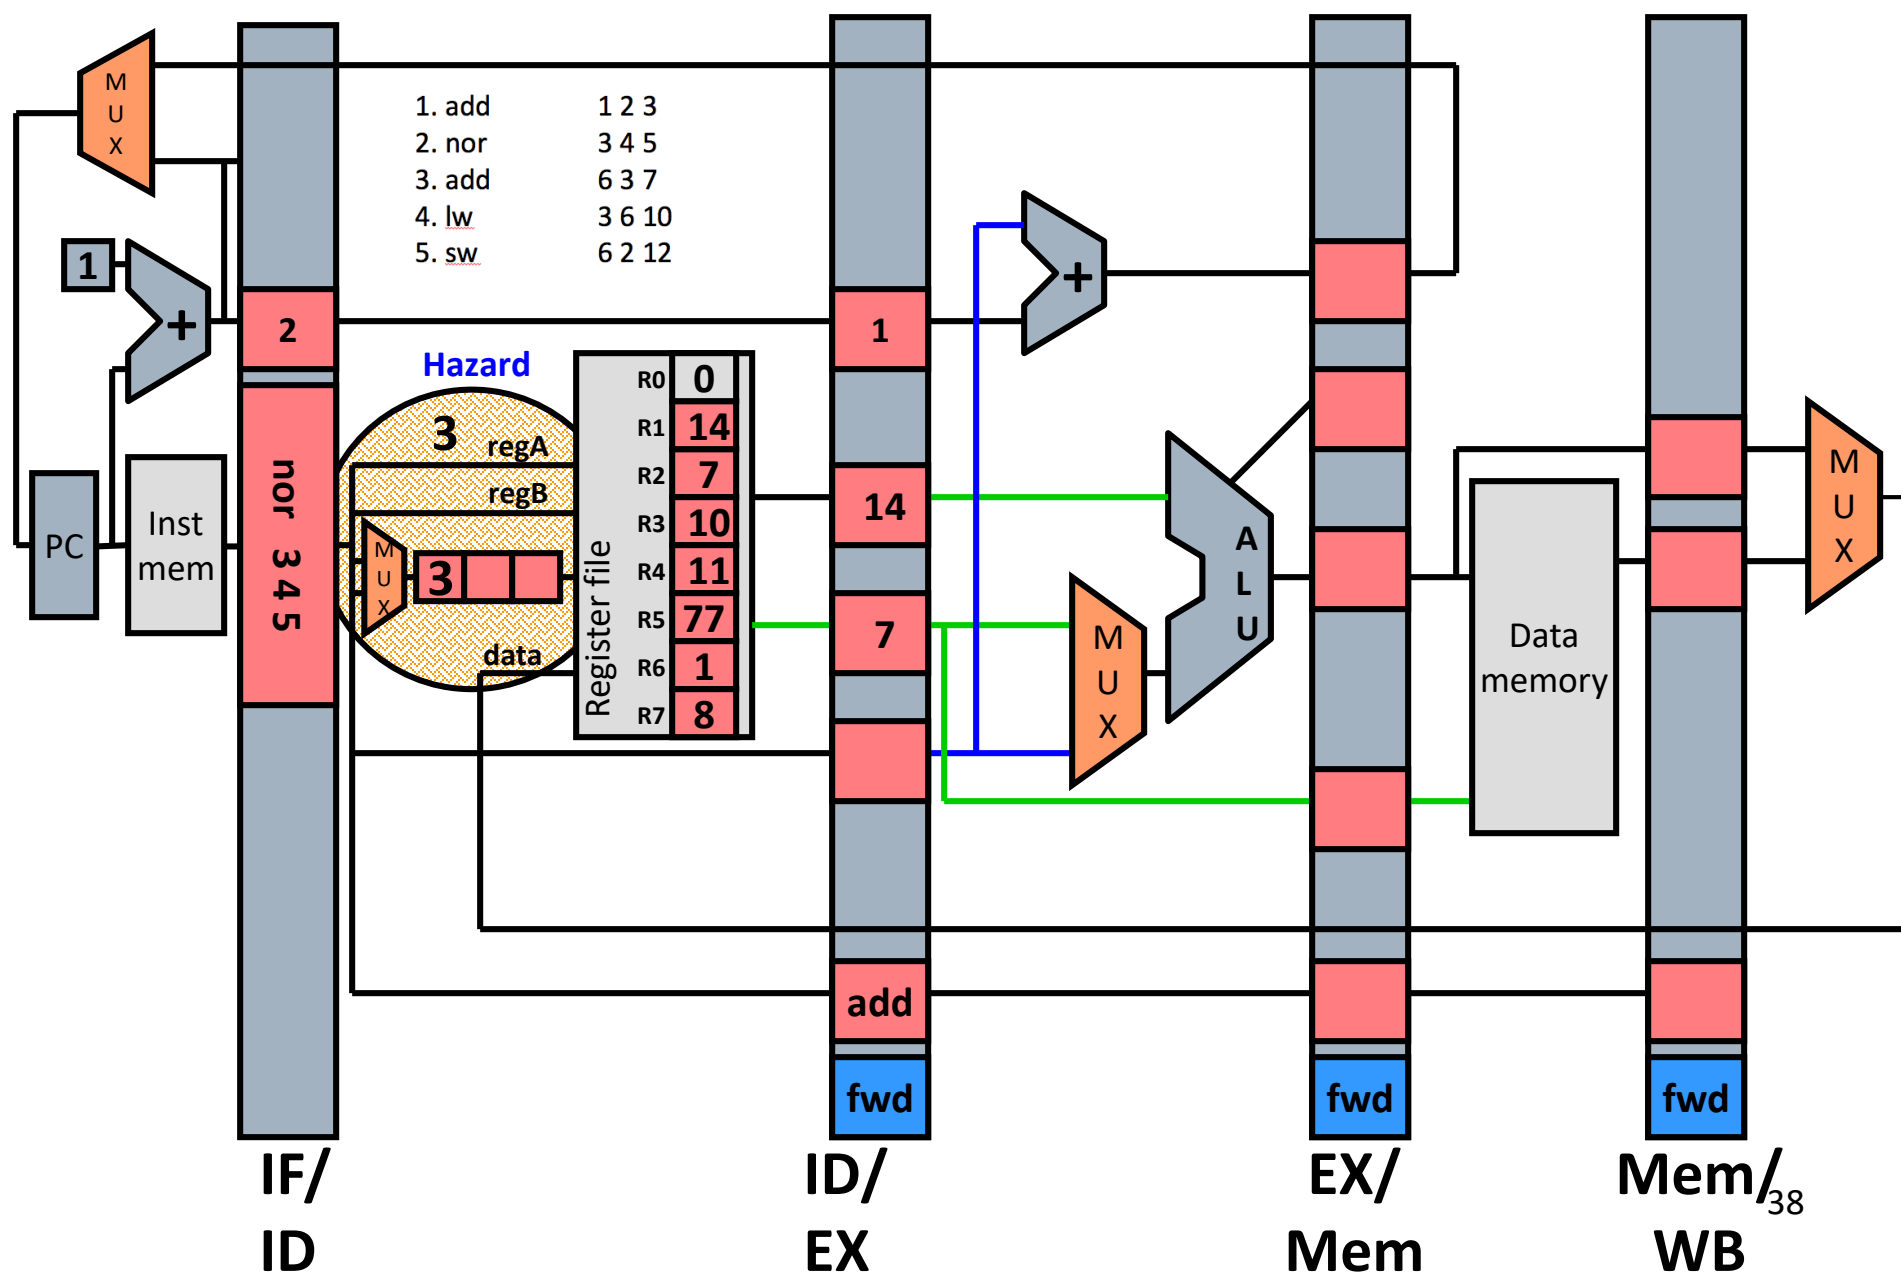 M
U
X
1. add 1 2 3
2. nor 3 4 5
3. add 6 3 7
4. lw 3 6 10
5. sw 6 2 12
1
+
+
2
1
Hazard
3
regA
regB
M
U
X
3
data
Register file
R0 0
R1 14
R2 7
R3 10
R4 11
R5 77
R6 1
R7 8
PC
Inst
mem
nor 3 4 5
14
7
M
U
X
A
L
U
Data
memory
M
U
X
add
fwd
fwd
fwd
IF/
ID
ID/
EX
EX/
Mem
Mem/
WB
38